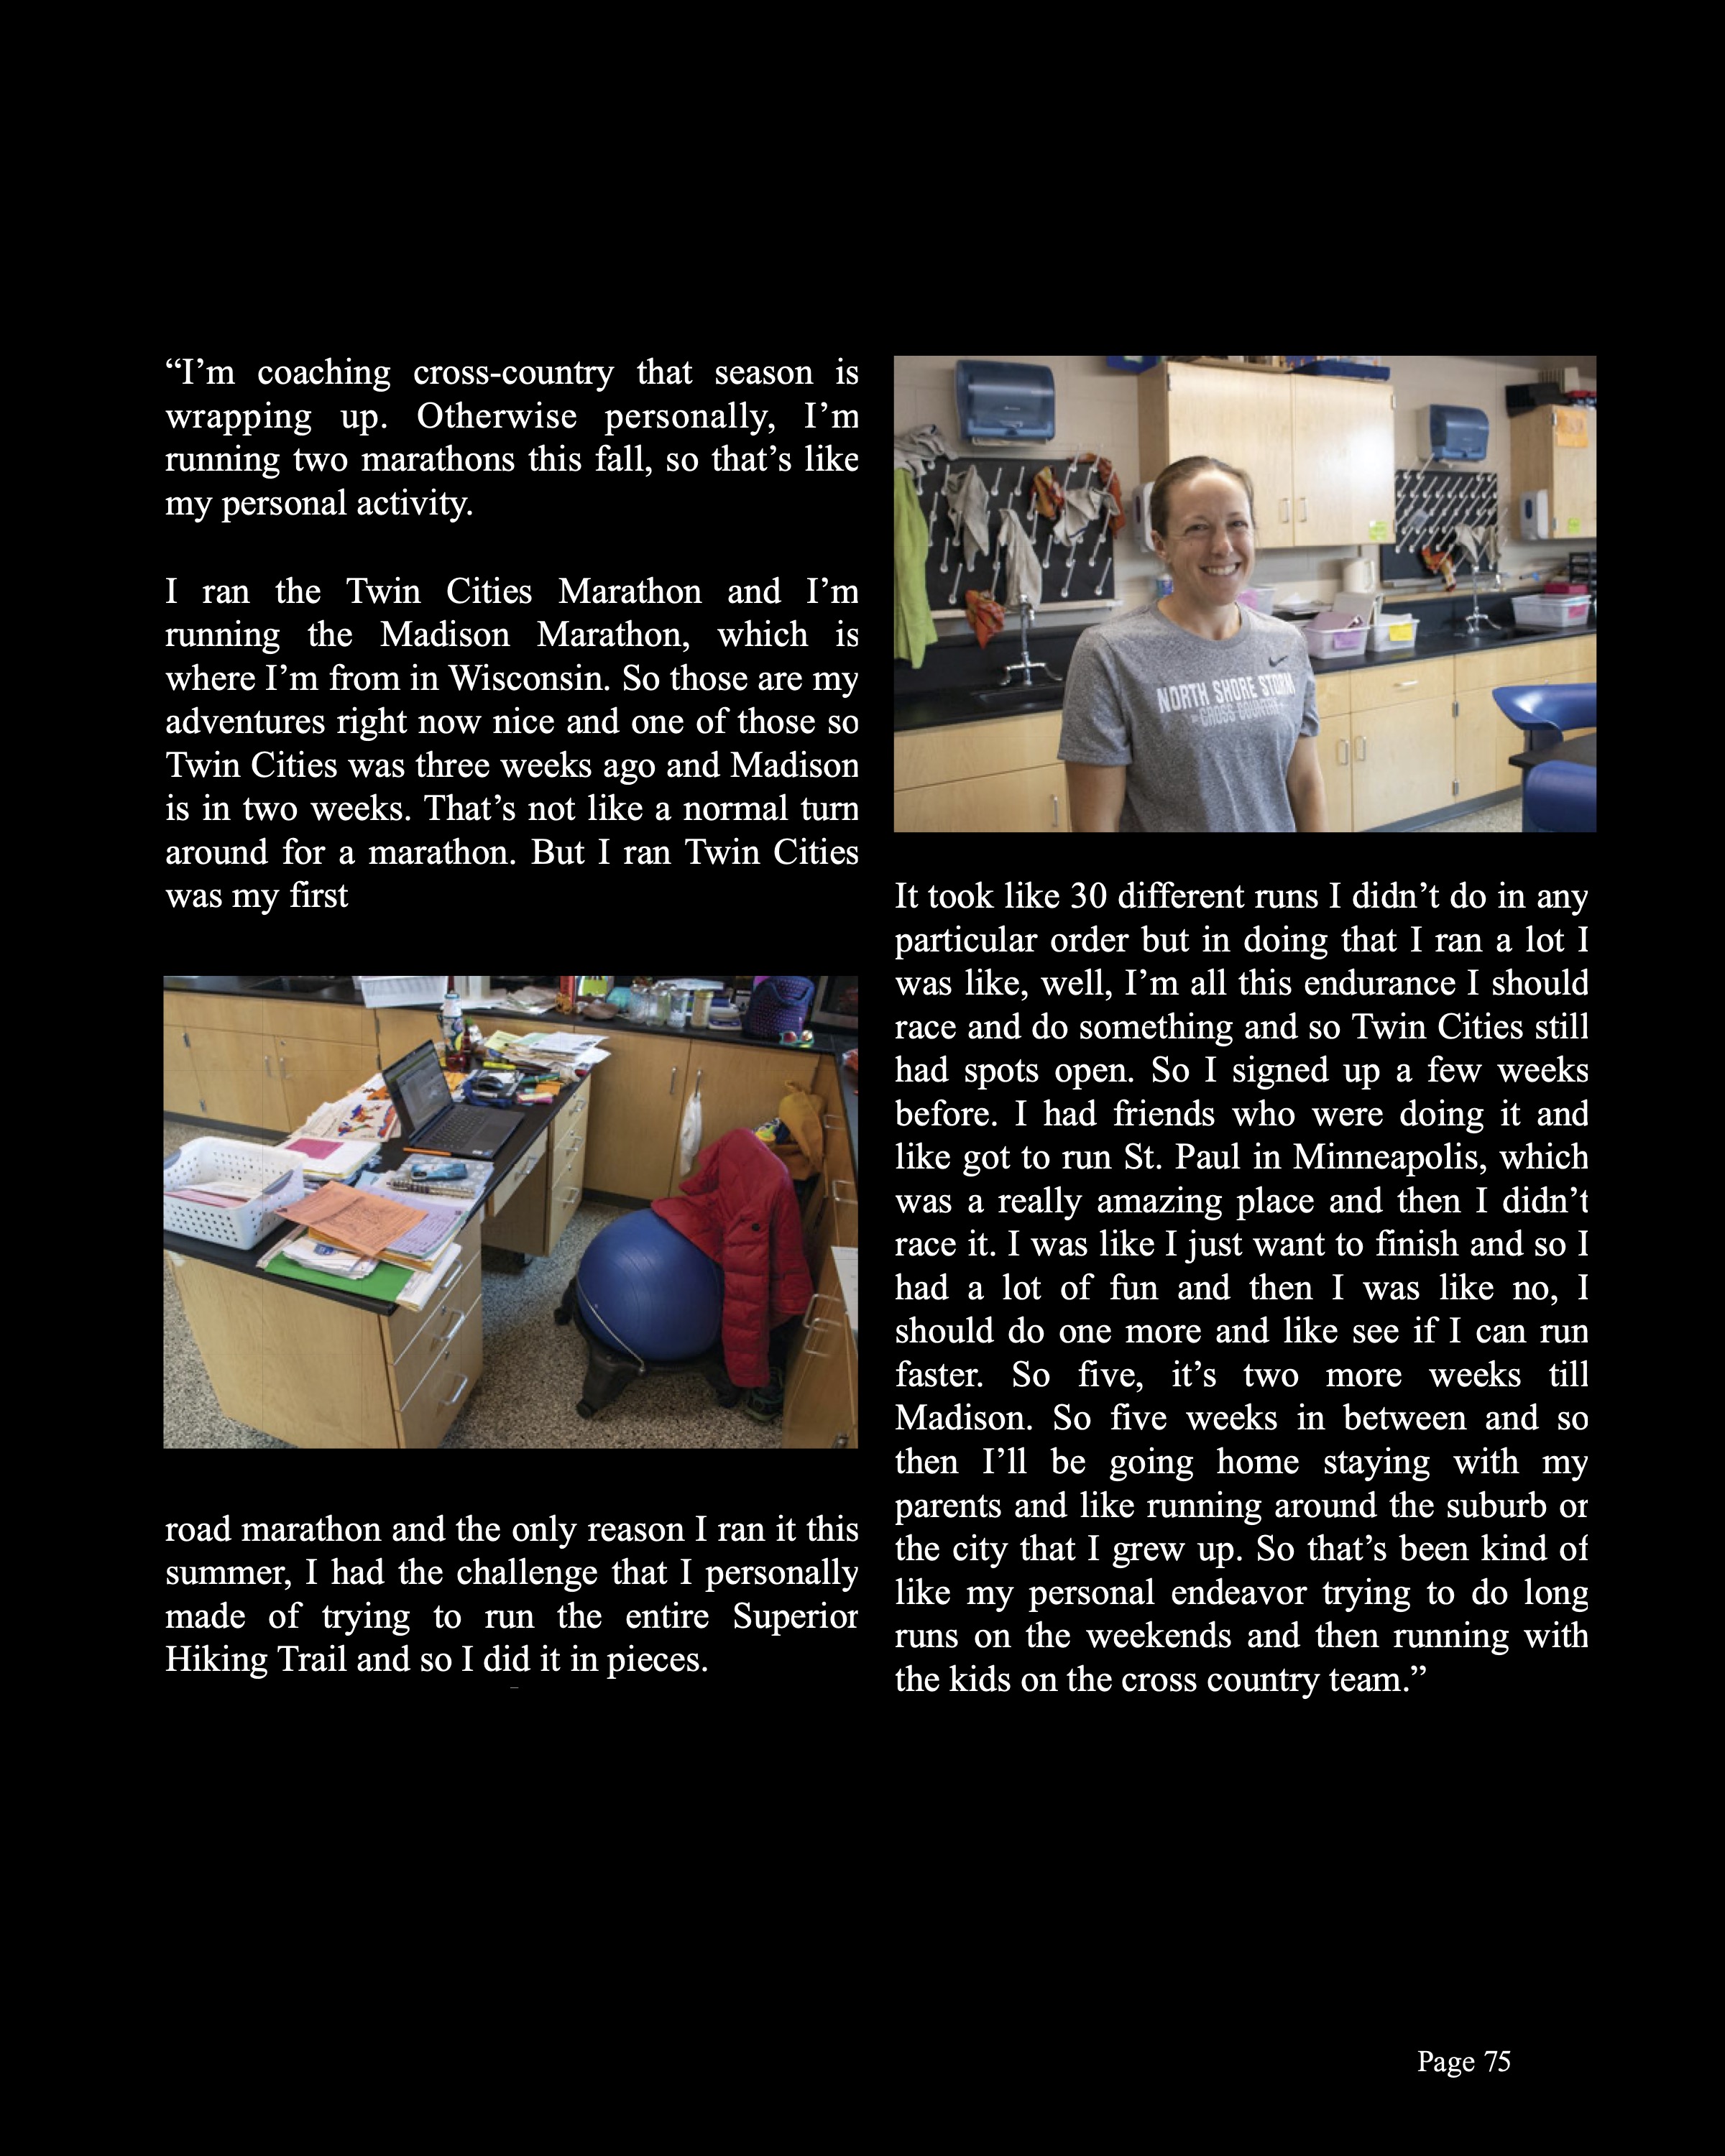 “I’m coaching cross-country that season is
wrapping up. Otherwise personally, I’m
running two marathons this fall, so that’s like
my personal activity.
I ran the Twin Cities Marathon and I’m
running the Madison Marathon, which is
where I’m from in Wisconsin. So those are my
adventures right now nice and one of those so
Twin Cities was three weeks ago and Madison
is in two weeks. That’s not like a normal turn
around for a marathon. But I ran Twin Cities
was my first
road marathon and the only reason I ran it this
summer, I had the challenge that I personally
made of trying to run the entire Superior
Hiking Trail and so I did it in pieces.
NORTH SHORE STORM
CROSS COUNTRY
It took like 30 different runs I didn’t do in any
particular order but in doing that I ran a lot I
was like, well, I’m all this endurance I should
race and do something and so Twin Cities still
had spots open. So I signed up a few weeks
before. I had friends who were doing it and
like got to run St. Paul in Minneapolis, which
was a really amazing place and then I didn’t
race it. I was like I just want to finish and so I
had a lot of fun and then I was like no, I
should do one more and like see if I can run
faster. So five, it’s two more weeks till
Madison. So five weeks in between and so
then I’ll be going home staying with my
parents and like running around the suburb or
the city that I grew up. So that’s been kind of
like my personal endeavor trying to do long
runs on the weekends and then running with
the kids on the cross country team.”
Page 75